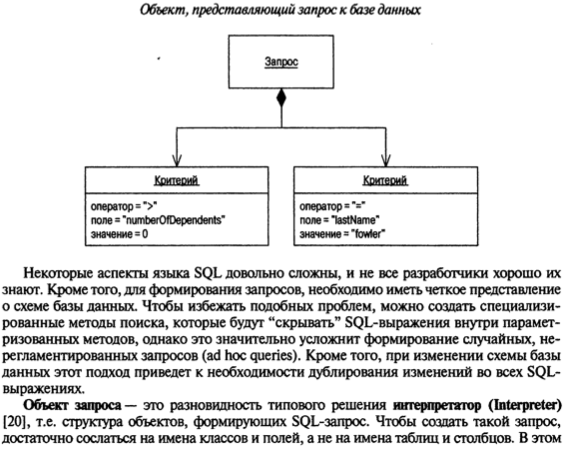 Объект, представляющий запрос к базе данных
Запрос
Критерий
оператор = ">"
поле = "numberOfDependents"
значение = 0
Критерий
оператор = "="
поле = "lastName"
значение = "fowler"
Некоторые аспекты языка SQL довольно сложны, и не все разработчики хорошо их
знают. Кроме того, для формирования запросов, необходимо иметь четкое представление
о схеме базы данных. Чтобы избежать подобных проблем, можно создать специализи-
рованные методы поиска, которые будут “скрывать” SQL-выражения внутри парамет-
ризованных методов, однако это значительно усложнит формирование случайных, не-
регламентированных запросов (ad hoc queries). Кроме того, при изменении схемы базы
данных этот подход приведет к необходимости дублирования изменений во всех SQL-
выражениях.
Объект запроса — это разновидность типового решения интерпретатор (Interpreter)
[20], т.е. структура объектов, формирующих SQL-запрос. Чтобы создать такой запрос,
достаточно сослаться на имена классов и полей, а не на имена таблиц и столбцов. В этом